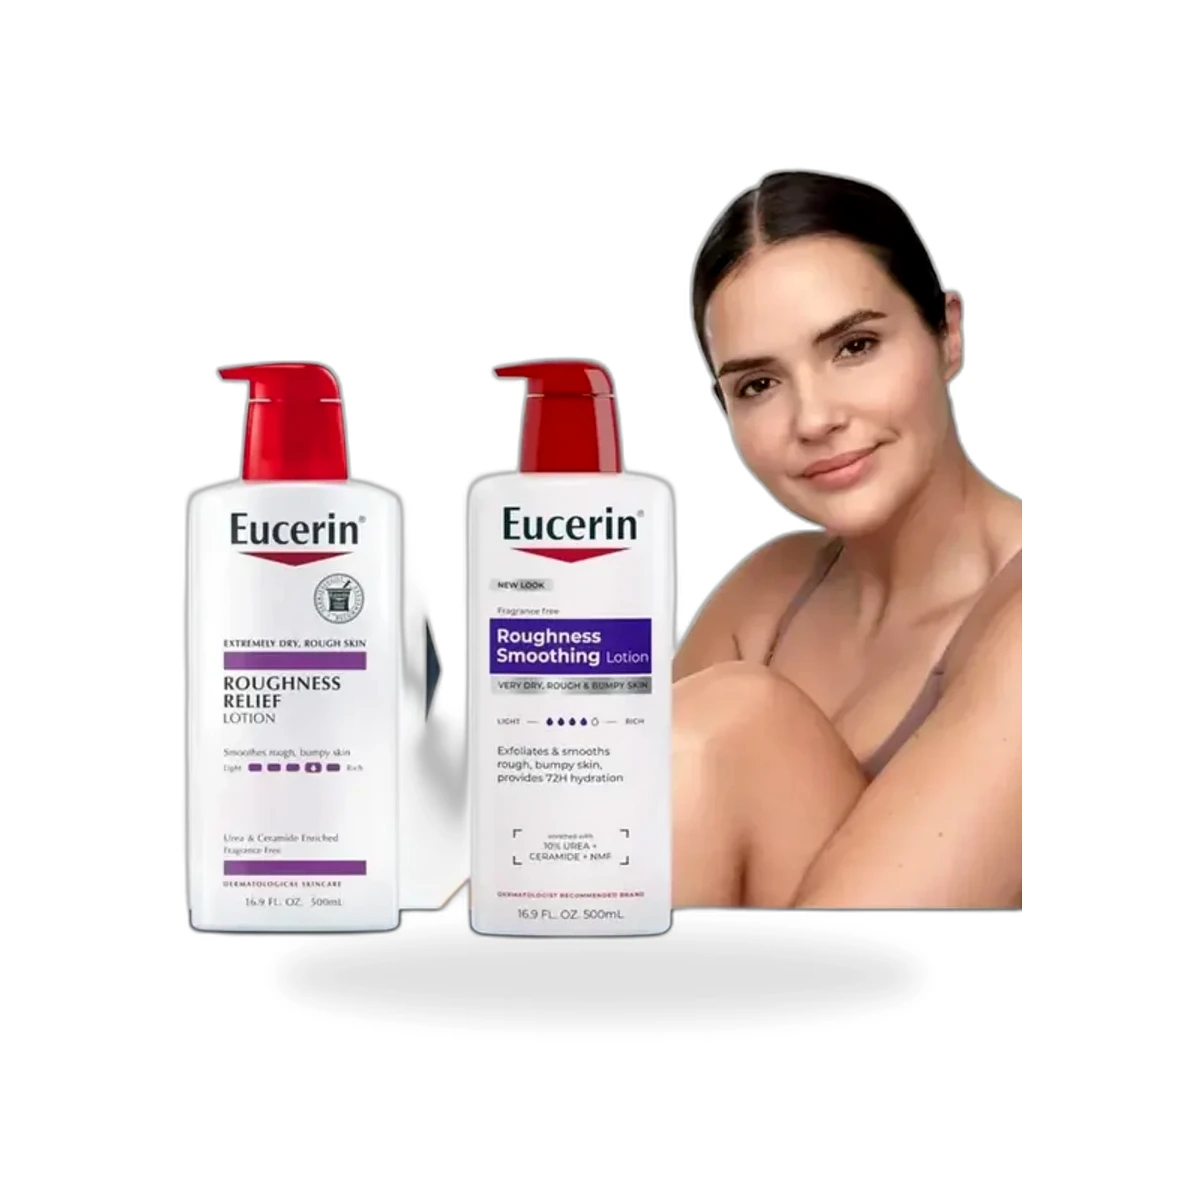 Eucerin®
EXTREMELY DRY, ROUGH SKIN
ROUGHNESS
RELIEF
LOTION
Smoothes rough, bumpy skin
Light
Rich
Urea & Ceramide Enriched
Fragrance Free
DERMATOLOGICAL SKINCARE
16.9 FL. OZ. 500mL
Eucerin®
NEW LOOK
Fragrance free
Roughness
Smoothing Lotion
VERY DRY, ROUGH & BUMPY SKIN
LIGHT
RICH
Exfoliates & smooths
rough, bumpy skin,
provides 72H hydration
enriched with
10% UREA +
CERAMIDE + NMF
DERMATOLOGIST RECOMMENDED BRAND
16.9 FL. OZ. 500mL